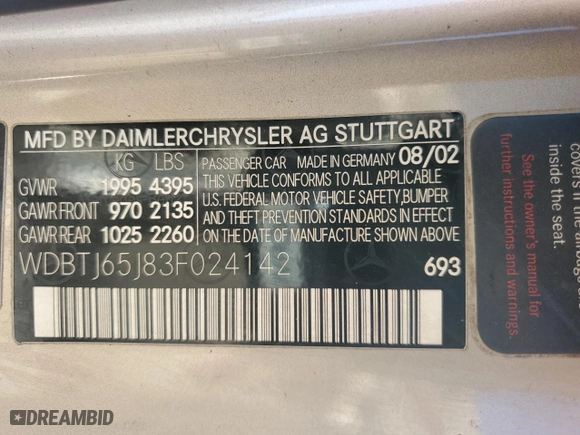 MFD BY DAIMLERCHRYSLER AG STUTTGART
KG LBS
GVWR 1995 4395
GAWR FRONT 970 2135
GAWR REAR 1025 2260
PASSENGER CAR MADE IN GERMANY 08/02
THIS VEHICLE CONFORMS TO ALL APPLICABLE
U.S. FEDERAL MOTOR VEHICLE SAFETY,BUMPER
AND THEFT PREVENTION STANDARDS IN EFFECT
ON THE DATE OF MANUFACTURE SHOWN ABOVE
WDBTJ65J83F024142 693
inside the seat.
See the owner's manual for
further instructions and
warnings.
DREAMBID